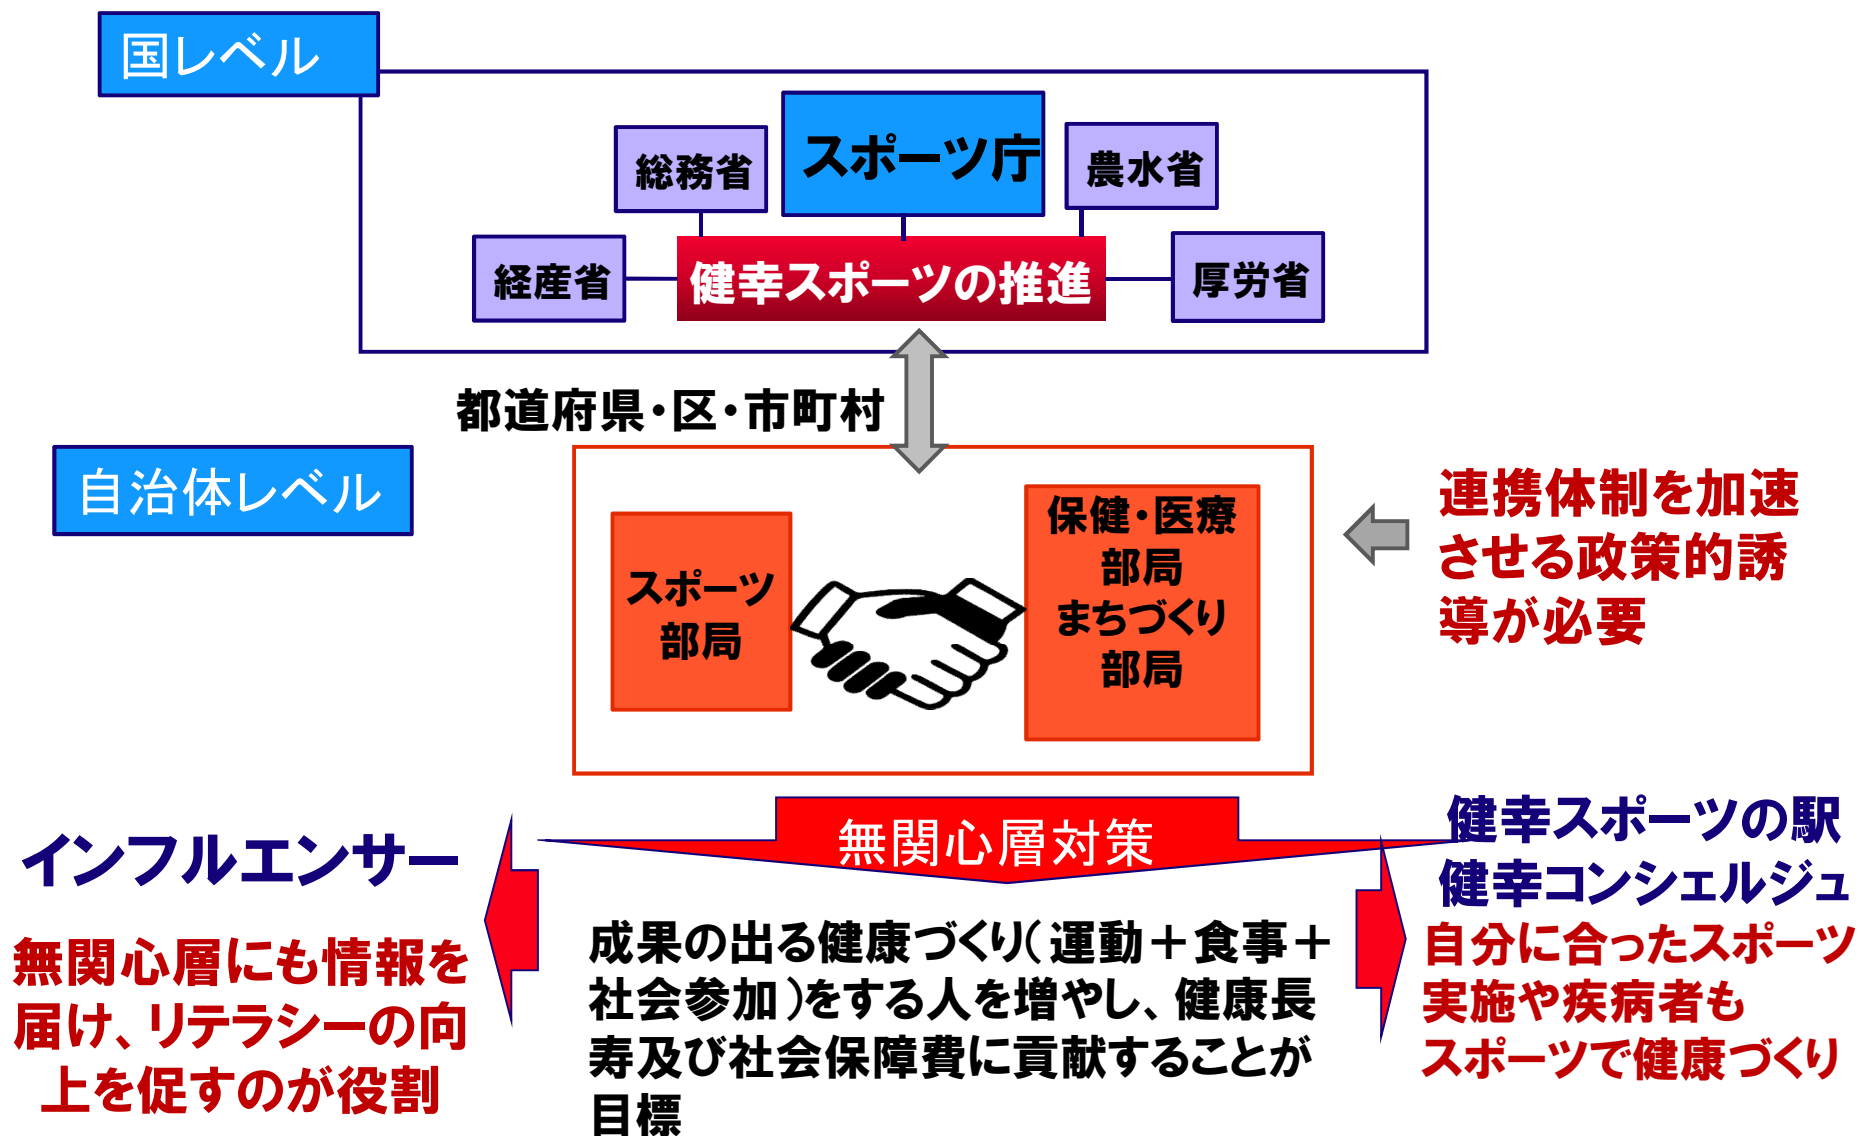 国レベル
スポーツ庁
総務省
農水省
経産省
健幸スポーツの推進
厚労省
都道府県・区・市町村
自治体レベル
スポーツ
部局
保健・医療
部局
まちづくり
部局
連携体制を加速
させる政策的誘
導が必要
無関心層対策
インフルエンサー
無関心層にも情報を
届け、リテラシーの向
上を促すのが役割
成果の出る健康づくり（運動＋食事＋
社会参加）をする人を増やし、健康長
寿及び社会保障費に貢献することが
目標
健幸スポーツの駅
健幸コンシェルジュ
自分に合ったスポーツ
実施や疾病者も
スポーツで健康づくり